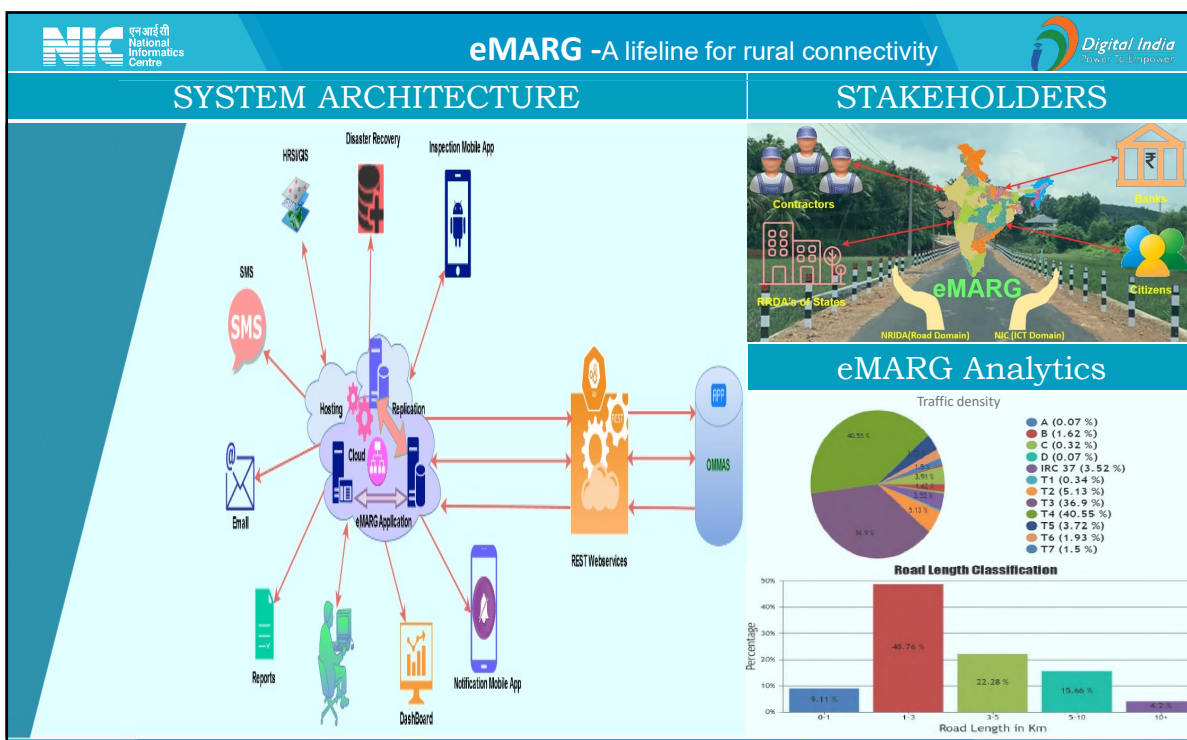 NIC
एन आई सी
National
Informatics
Centre
eMARG -A lifeline for rural connectivity
Digital India
Power To Empower
SYSTEM ARCHITECTURE
Disaster Recovery
HRSI/GIS
Inspection Mobile App
SMS
SMS
Hosting
Replication
Cloud
eMARG Application
Email
REST
REST Webservices
APP
OMMAS
Reports
DashBoard
Notification Mobile App
STAKEHOLDERS
Contractors
₹
Banks
RRDA's of States
eMARG
Citizens
NRIDA(Road Domain)
NIC (ICT Domain)
eMARG Analytics
Traffic density
40.55 %
36.9 %
5.13 %
A (0.07 %)
B (1.62 %)
C (0.32 %)
D (0.07 %)
IRC 37 (3.52 %)
T1 (0.34 %)
T2 (5.13 %)
T3 (36.9 %)
T4 (40.55 %)
T5 (3.72 %)
T6 (1.93 %)
T7 (1.5 %)
Road Length Classification
50%
40%
30%
20%
10%
0%
Percentage
9.11 %
48.76 %
22.28 %
15.66 %
4.2 %
0-1
1-3
3-5
5-10
10+
Road Length in Km